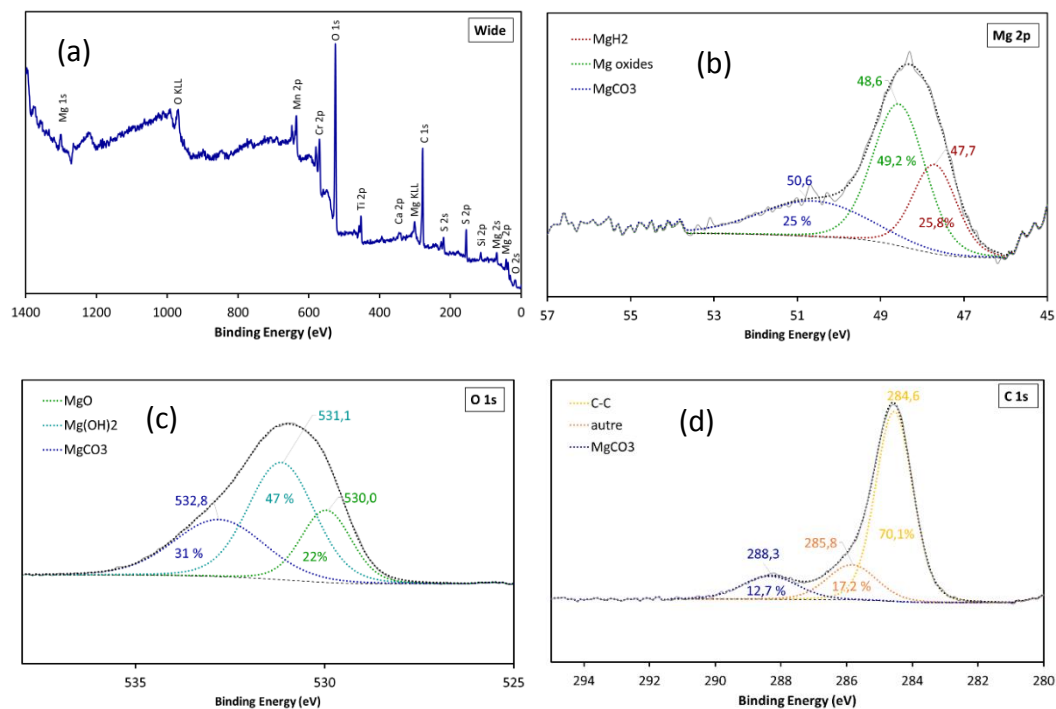 (a)
Wide
Mg 1s
O KLL
Mn 2p
Cr 2p
O 1s
Ti 2p
Ca 2p
Mg KLL
C 1s
S 2s
S 2p
Si 2p
Mg 2s
Mg 2p
O 2s
1400 1200 1000 800 600 400 200 0
Binding Energy (eV)
(b)
Mg 2p
MgH2
Mg oxides
MgCO3
48,6
47,7
50,6
49,2 %
25 %
25,8%
57 55 53 51 49 47 45
Binding Energy (eV)
(c)
O 1s
MgO
Mg(OH)2
MgCO3
531,1
532,8
530,0
47 %
31 %
22%
535 530 525
Binding Energy (eV)
(d)
C 1s
C-C
autre
MgCO3
284,6
285,8
288,3
70,1%
12,7 %
17,2 %
294 292 290 288 286 284 282 280
Binding Energy (eV)